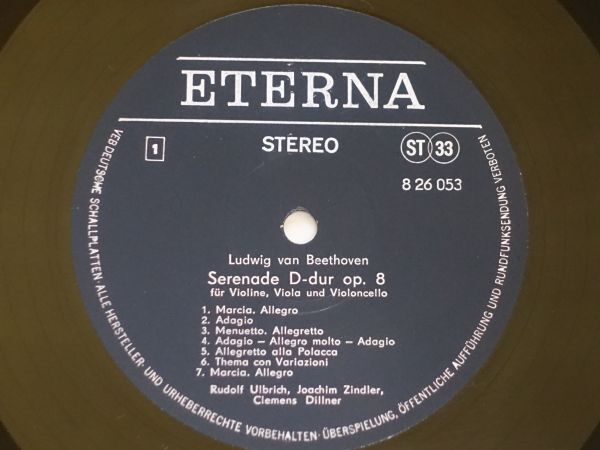 ETERNA
1
STEREO
ST 33
8 26 053
Ludwig van Beethoven
Serenade D-dur op. 8
für Violine, Viola und Violoncello
1. Marcia. Allegro
2. Adagio
3. Menuetto. Allegretto
4. Adagio – Allegro molto – Adagio
5. Allegretto alla Polacca
6. Thema con Variazioni
7. Marcia. Allegro
Rudolf Ulbrich, Joachim Zindler,
Clemens Dillner
VEB DEUTSCHE SCHALLPLATTEN · ALLE HERSTELLER- UND URHEBERRECHTE VORBEHALTEN · ÜBERSPIELUNG, ÖFFENTLICHE AUFFÜHRUNG UND RUNDFUNKSENDUNG VERBOTEN